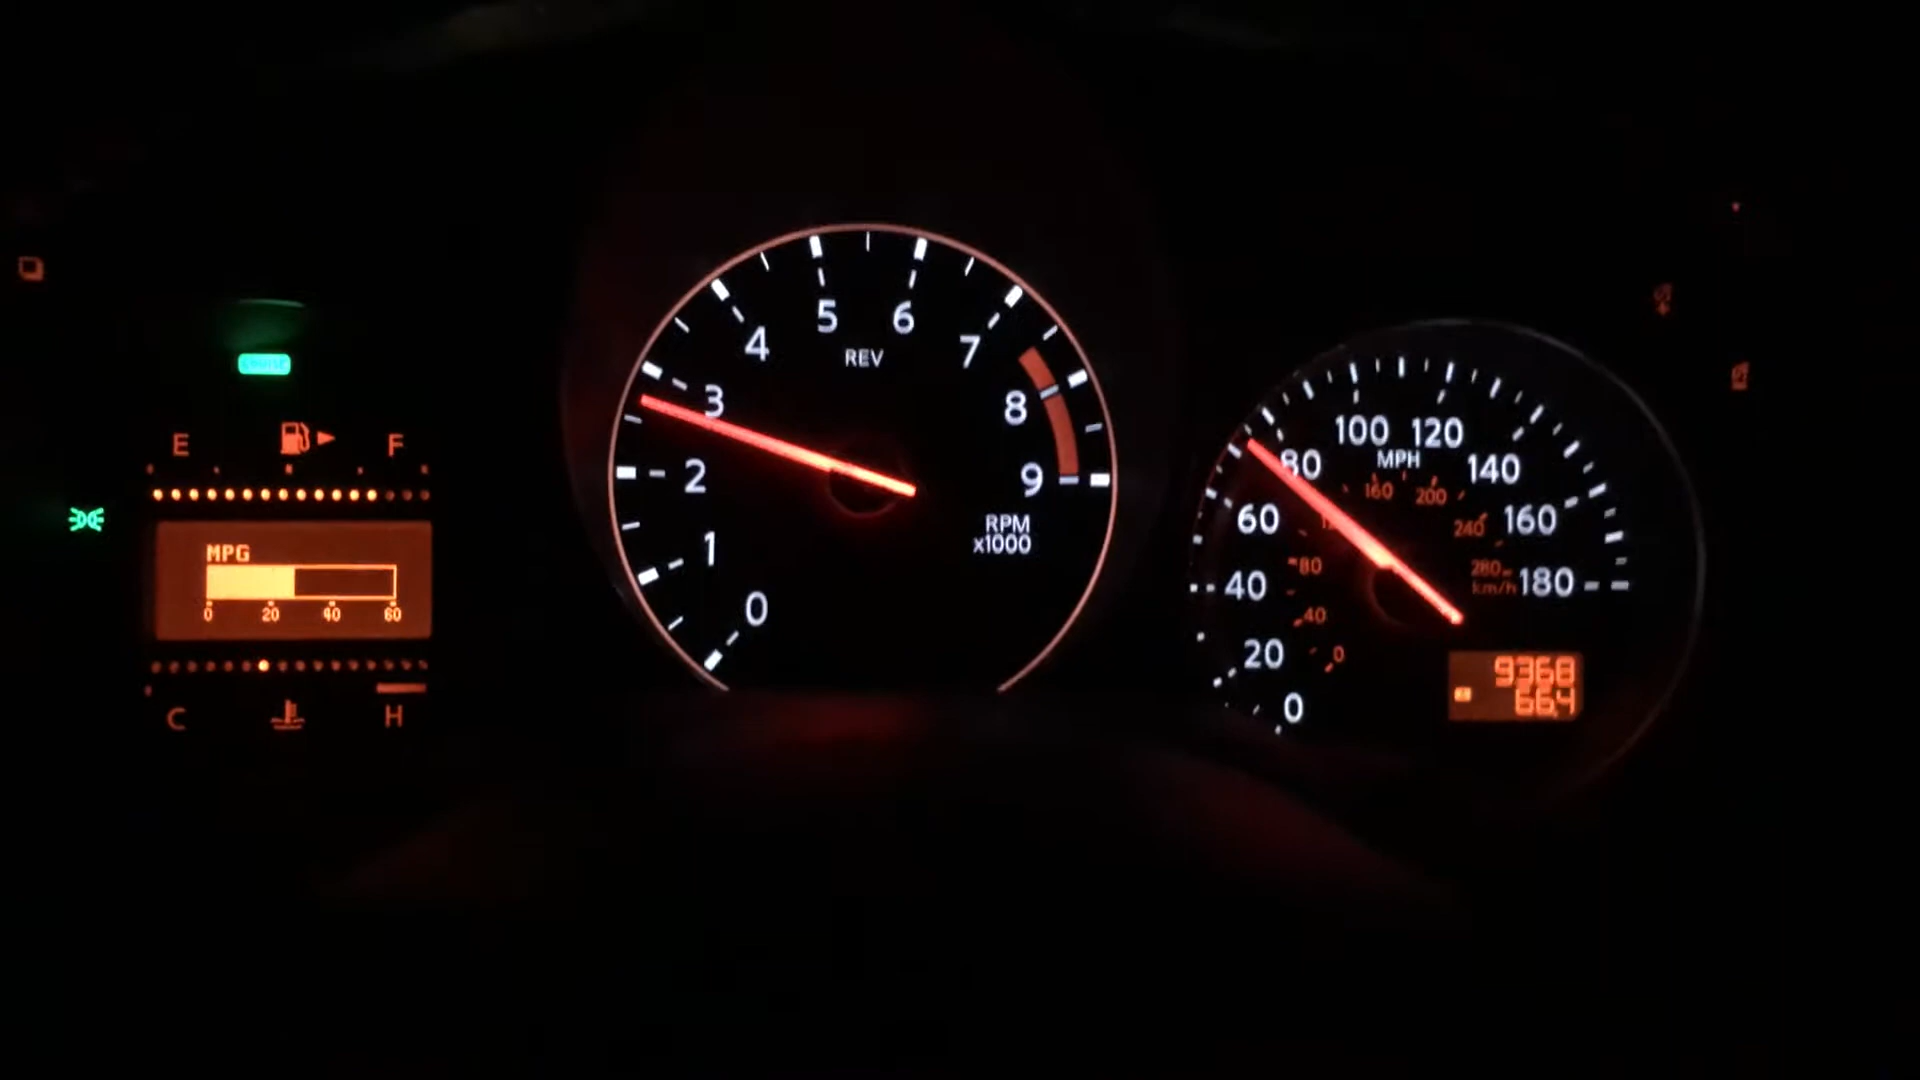 E F
MPG
0 20 40 60
C H
0 1 2 3 4 5 6 7 8 9
REV
RPM
x1000
0 20 40 60 80 100 120 140 160 180
MPH
0 40 80 160 200 240 280
km/h
9368
66.4